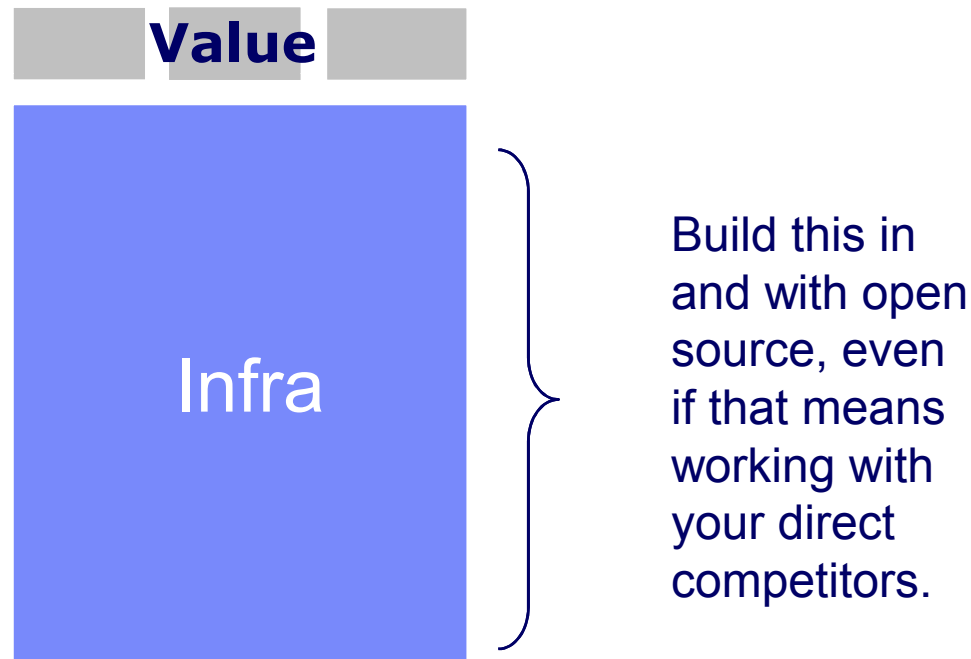 Value
Infra
Build this in
and with open
source, even
if that means
working with
your direct
competitors.